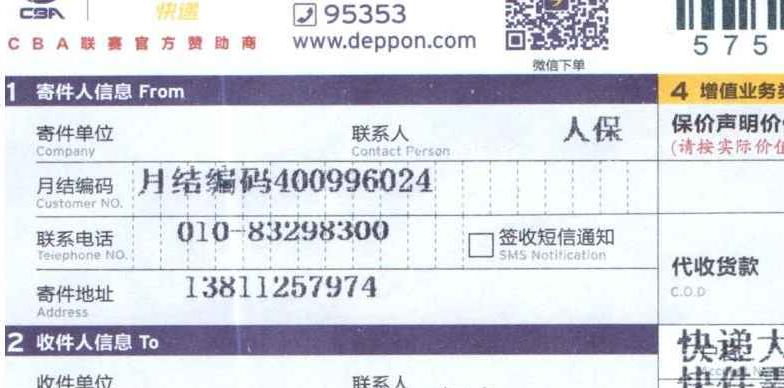 CBA
快递
95353
CBA联赛官方赞助商
www.deppon.com
微信下单
575
1 寄件人信息 From
4 增值业务
寄件单位
Company
联系人
Contact Person
人保
保价声明价
(请按实际价值
月结编码
Customer NO.
月结编码400996024
联系电话
Telephone NO.
010-83298300
签收短信通知
SMS Notification
代收货款
C.O.D
寄件地址
Address
13811257974
2 收件人信息 To
快递
收件单位
联系人
快件